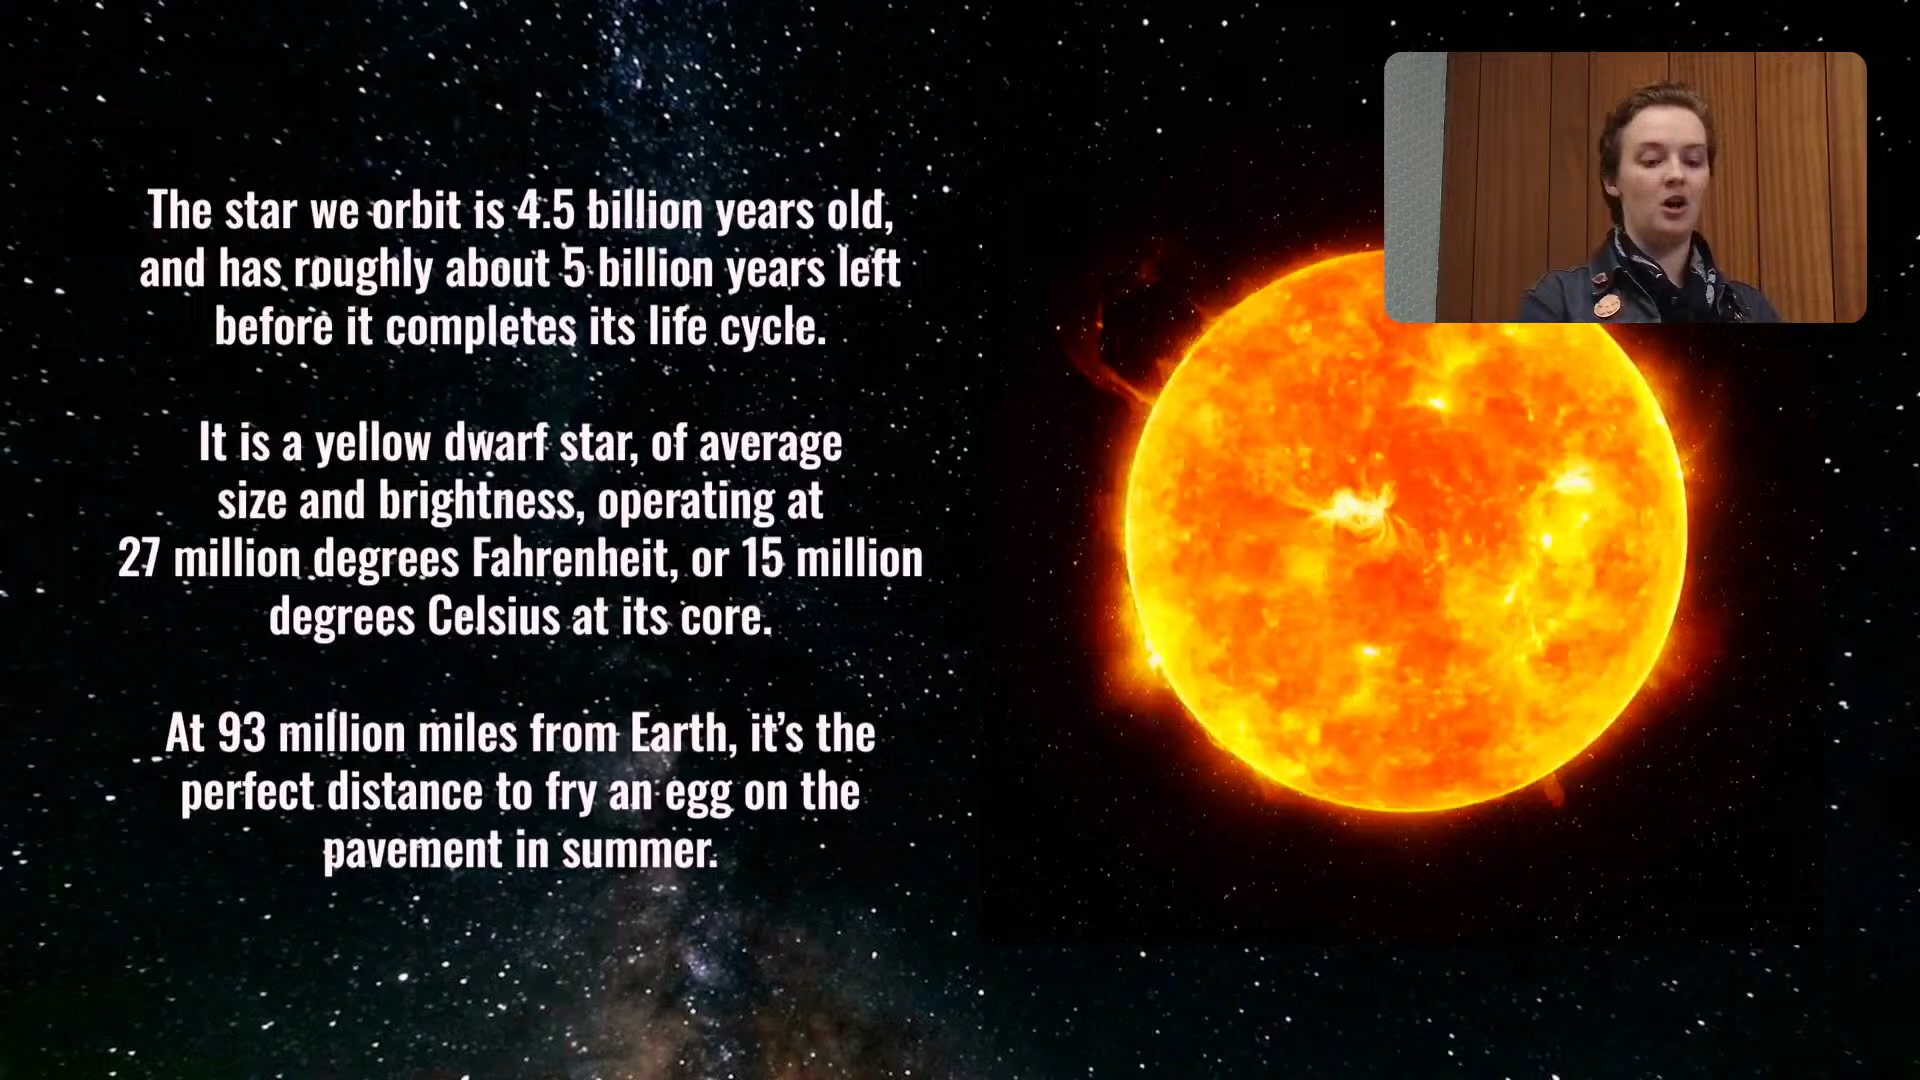 The star we orbit is 4.5 billion years old,
and has roughly about 5 billion years left
before it completes its life cycle.
It is a yellow dwarf star, of average
size and brightness, operating at
27 million degrees Fahrenheit, or 15 million
degrees Celsius at its core.
At 93 million miles from Earth, it’s the
perfect distance to fry an egg on the
pavement in summer.